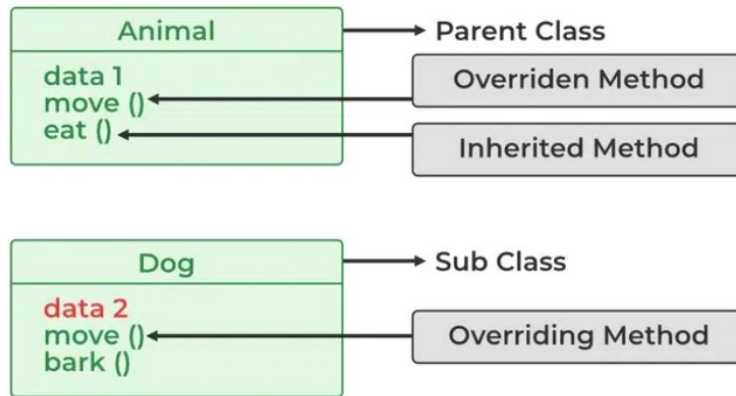 Animal
Parent Class
data 1
move ()
Overriden Method
eat ()
Inherited Method
Dog
Sub Class
data 2
move ()
Overriding Method
bark ()